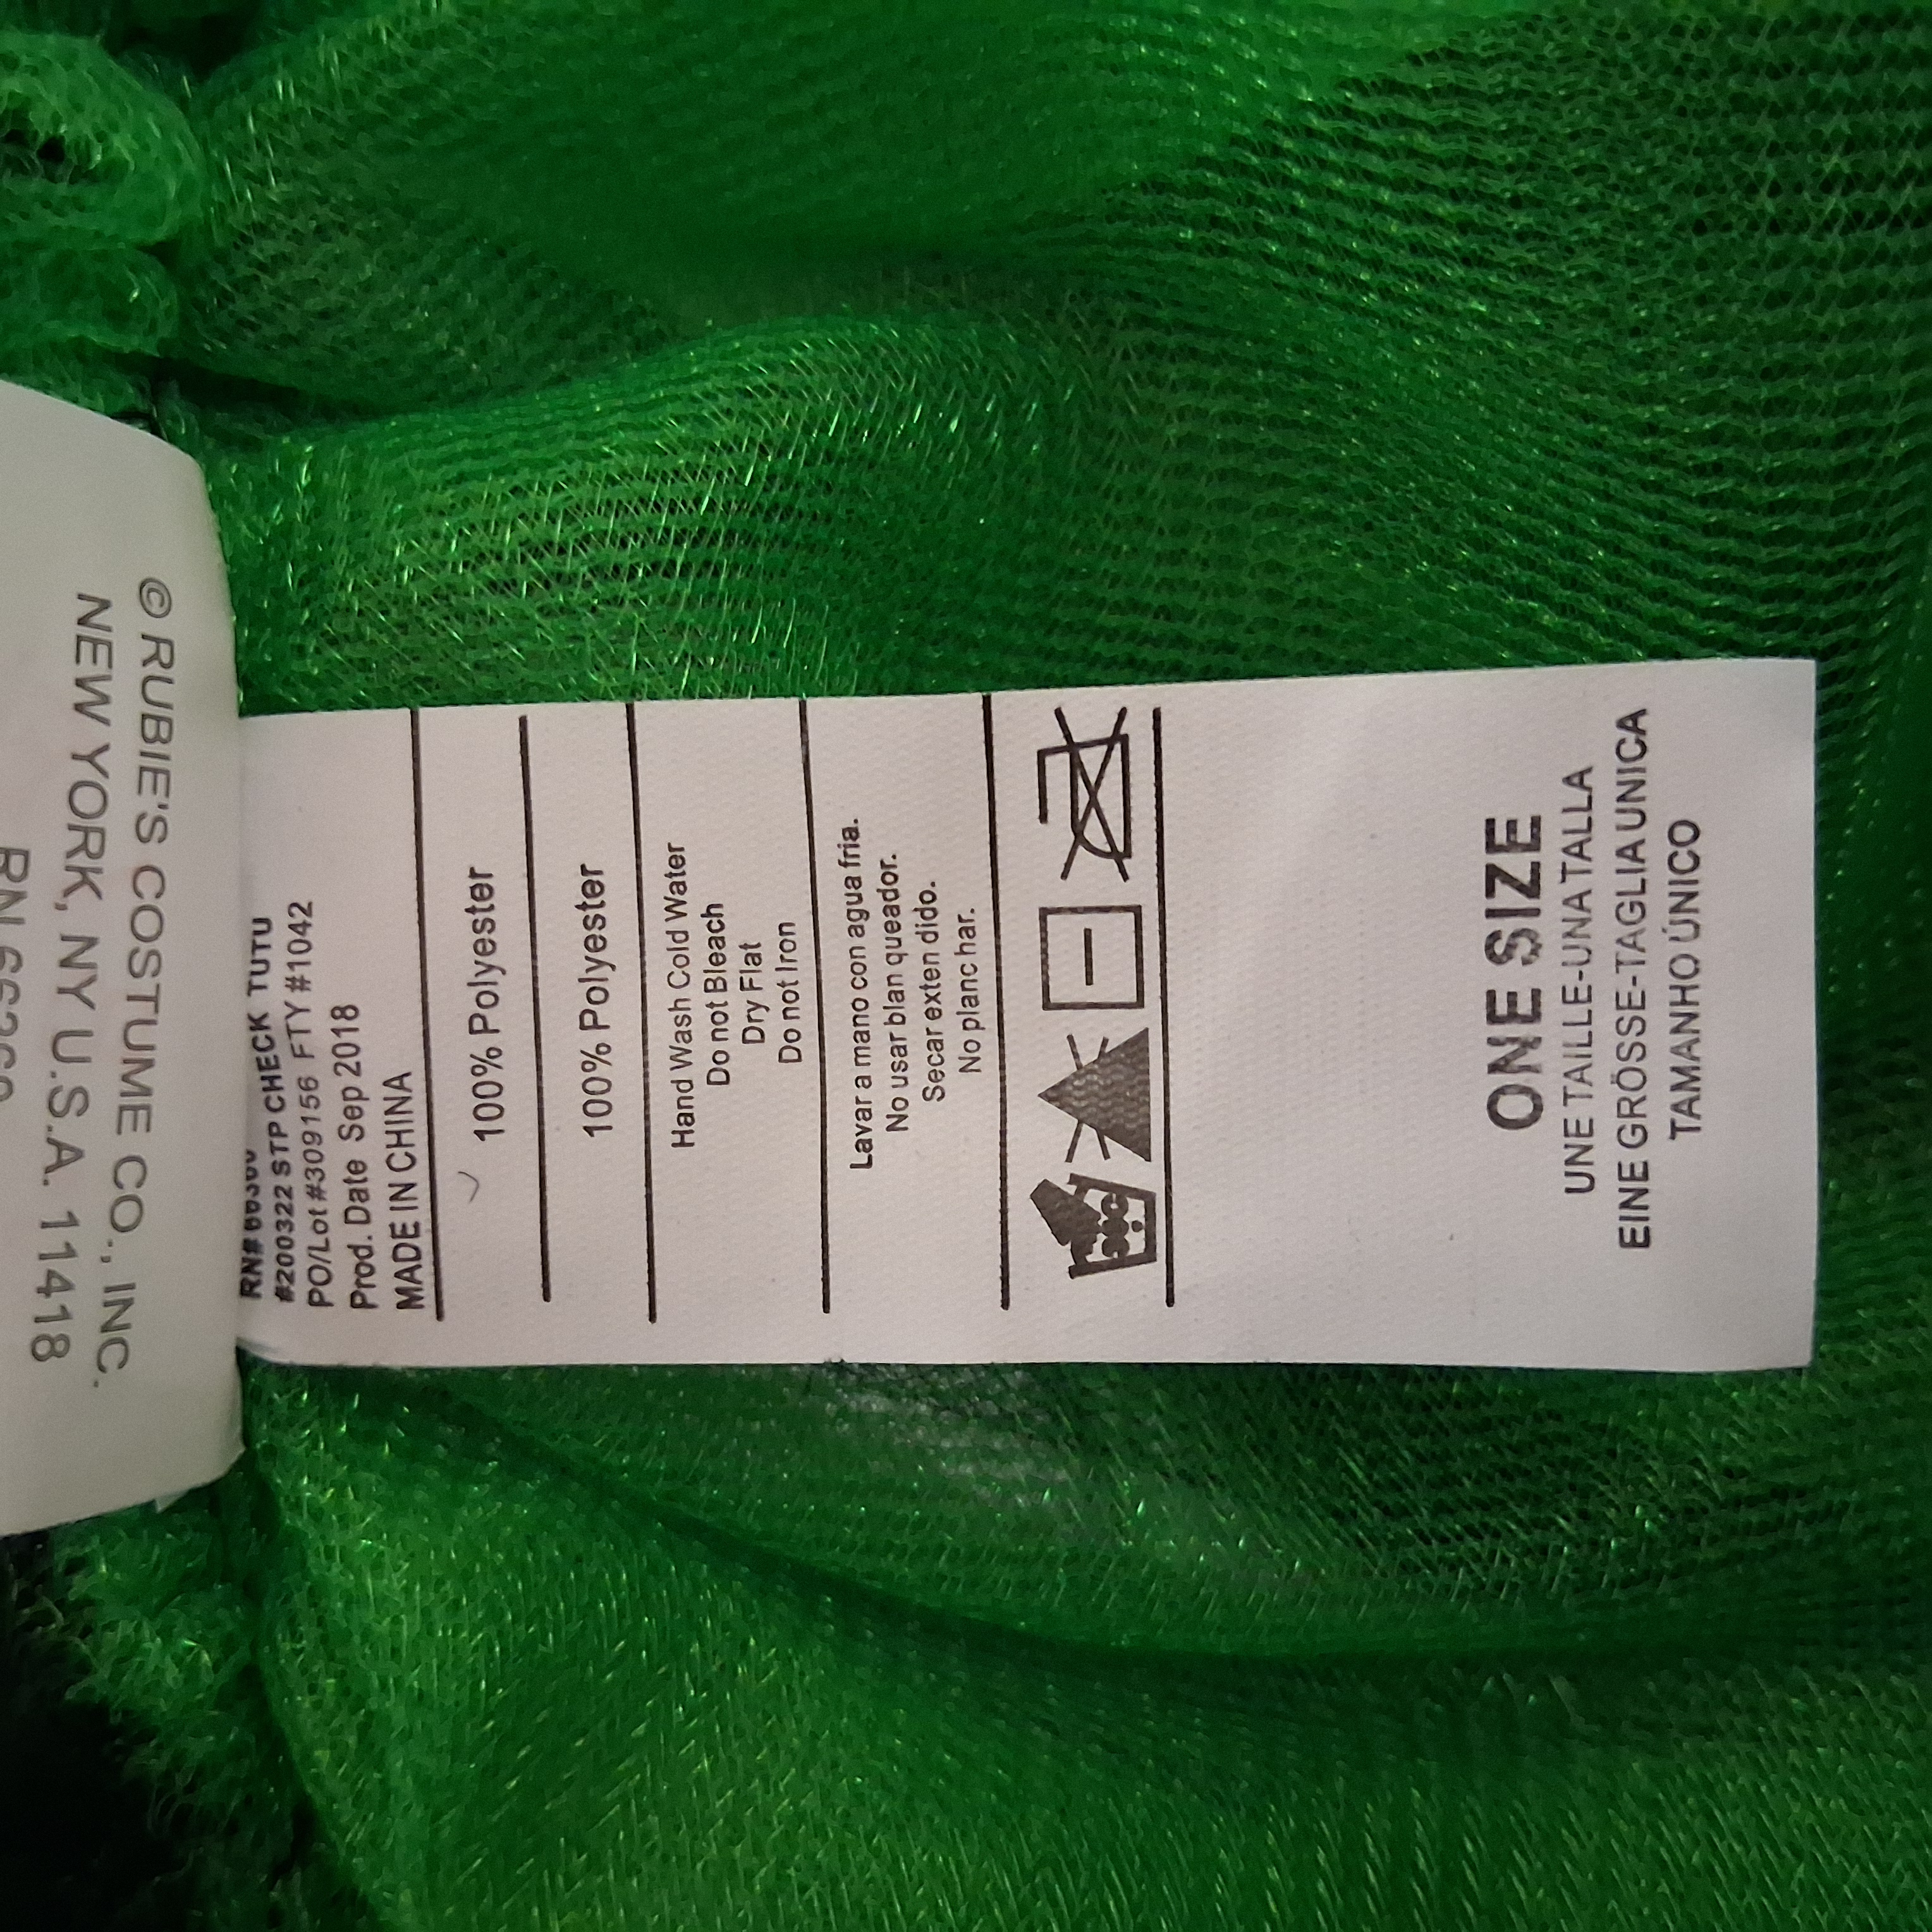 © RUBIE'S COSTUME CO., INC.
NEW YORK, NY U.S.A. 11418
#200322 STP CHECK TUTU
PO/Lot #309156 FTY #1042
Prod. Date Sep 2018
MADE IN CHINA
100% Polyester
100% Polyester
Hand Wash Cold Water
Do not Bleach
Dry Flat
Do not Iron
Lavar a mano con agua fria.
No usar blan queador.
Secar exten dido.
No planc har.
30C
ONE SIZE
UNE TAILLE-UNA TALLA
EINE GRÖSSE-TAGLIA UNICA
TAMANHO ÚNICO